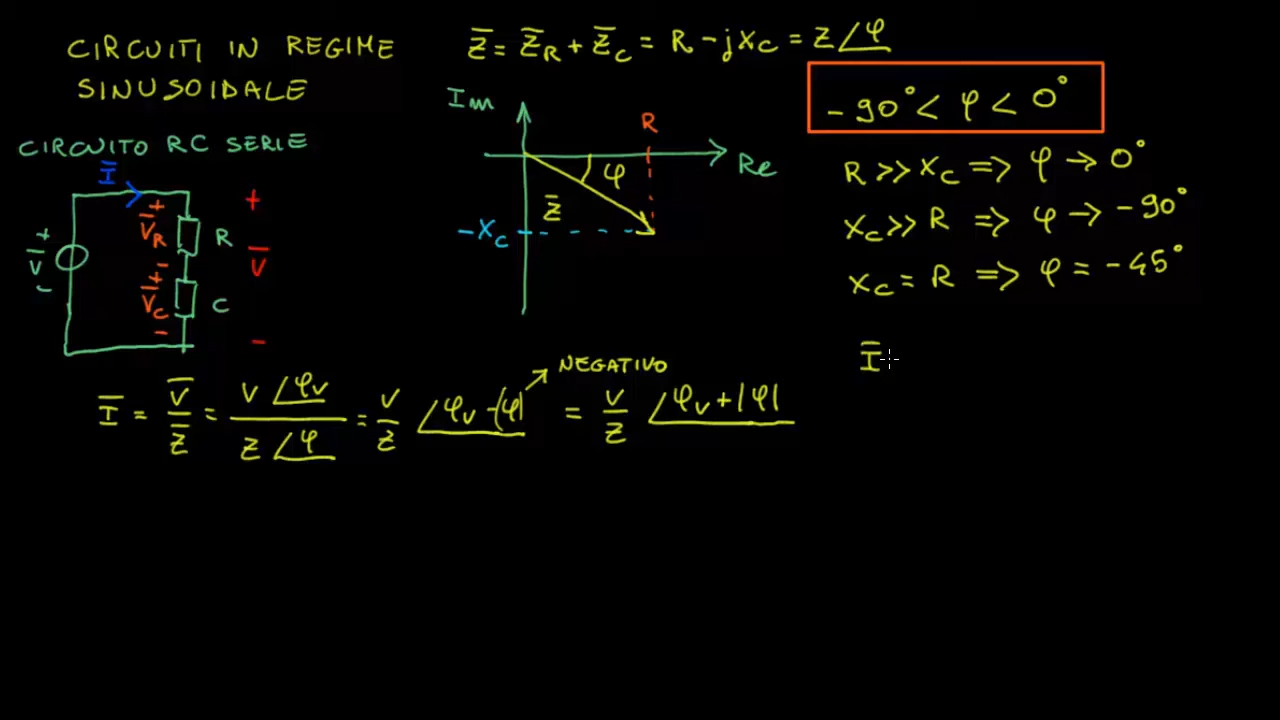 CIRCUITI IN REGIME
SINUSOIDALE
CIRCUITO RC SERIE
Ī
+
V̄
-
+
V̄R
-
R
+
V̄C
-
C
+
V̄
-
Z̄ = Z̄R + Z̄C = R - jXC = Z∠φ
-90° < φ < 0°
Im
R
Re
φ
Z̄
-XC
R >> XC => φ → 0°
XC >> R => φ → -90°
XC = R => φ = -45°
Ī
NEGATIVO
Ī = V̄/Z̄ = V∠φV / Z∠φ = V/Z ∠φV-(φ) = V/Z ∠φV+|φ|